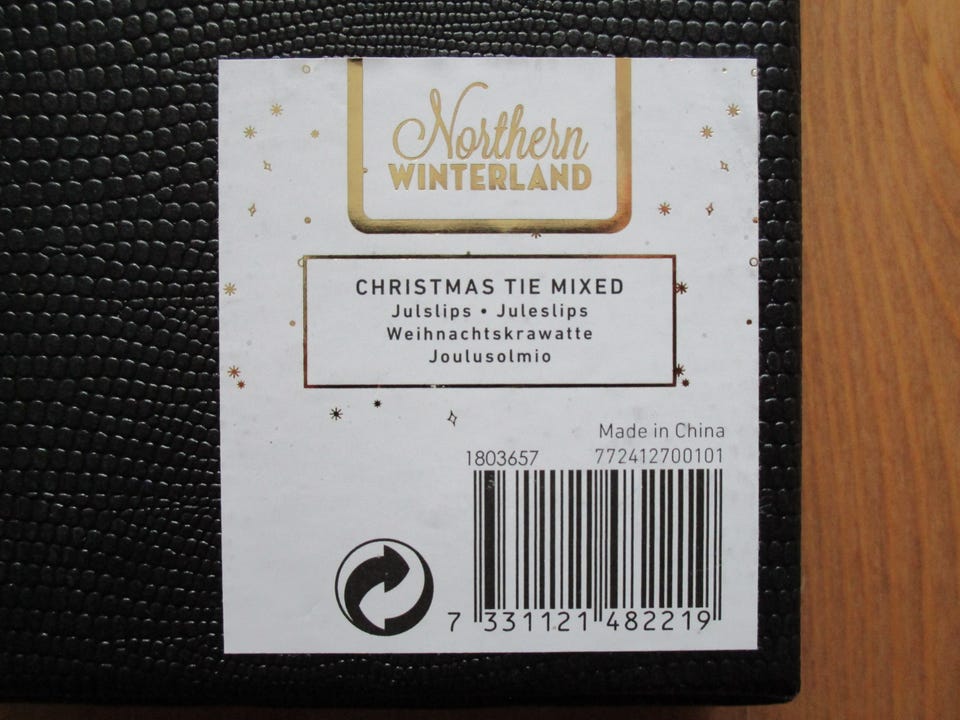 Northern
WINTERLAND
CHRISTMAS TIE MIXED
Julslips • Juleslips
Weihnachtskrawatte
Joulusolmio
Made in China
1803657 772412700101
7 331121 482219